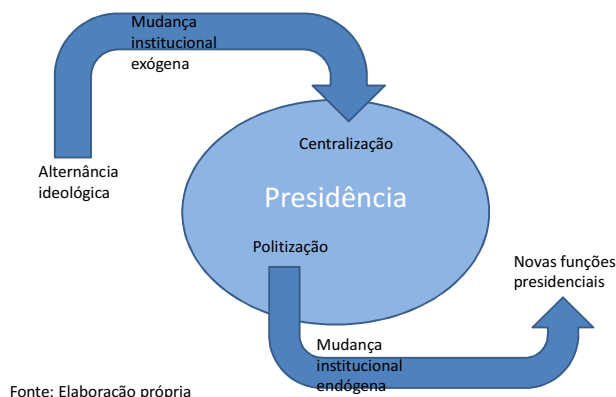 Mudança
institucional
exógena
Alternância
ideológica
Centralização
Presidência
Politização
Novas funções
presidenciais
Mudança
institucional
endógena
Fonte: Elaboração própria